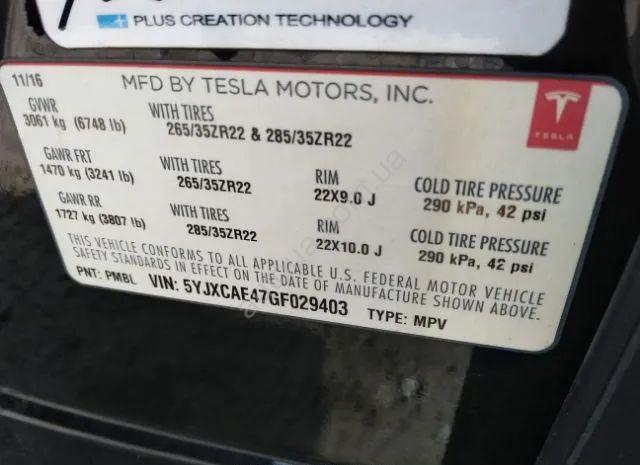 PLUS CREATION TECHNOLOGY
11/16
MFD BY TESLA MOTORS, INC.
TESLA
GVWR
3061 kg (6748 lb)
WITH TIRES
265/35ZR22 & 285/35ZR22
GAWR FRT
1470 kg (3241 lb)
WITH TIRES
265/35ZR22
RIM
22X9.0 J
COLD TIRE PRESSURE
290 kPa, 42 psi
GAWR RR
1727 kg (3807 lb)
WITH TIRES
285/35ZR22
RIM
22X10.0 J
COLD TIRE PRESSURE
290 kPa, 42 psi
THIS VEHICLE CONFORMS TO ALL APPLICABLE U.S. FEDERAL MOTOR VEHICLE
SAFETY STANDARDS IN EFFECT ON THE DATE OF MANUFACTURE SHOWN ABOVE.
PNT: PMBL VIN: 5YJXCAE47GF029403 TYPE: MPV